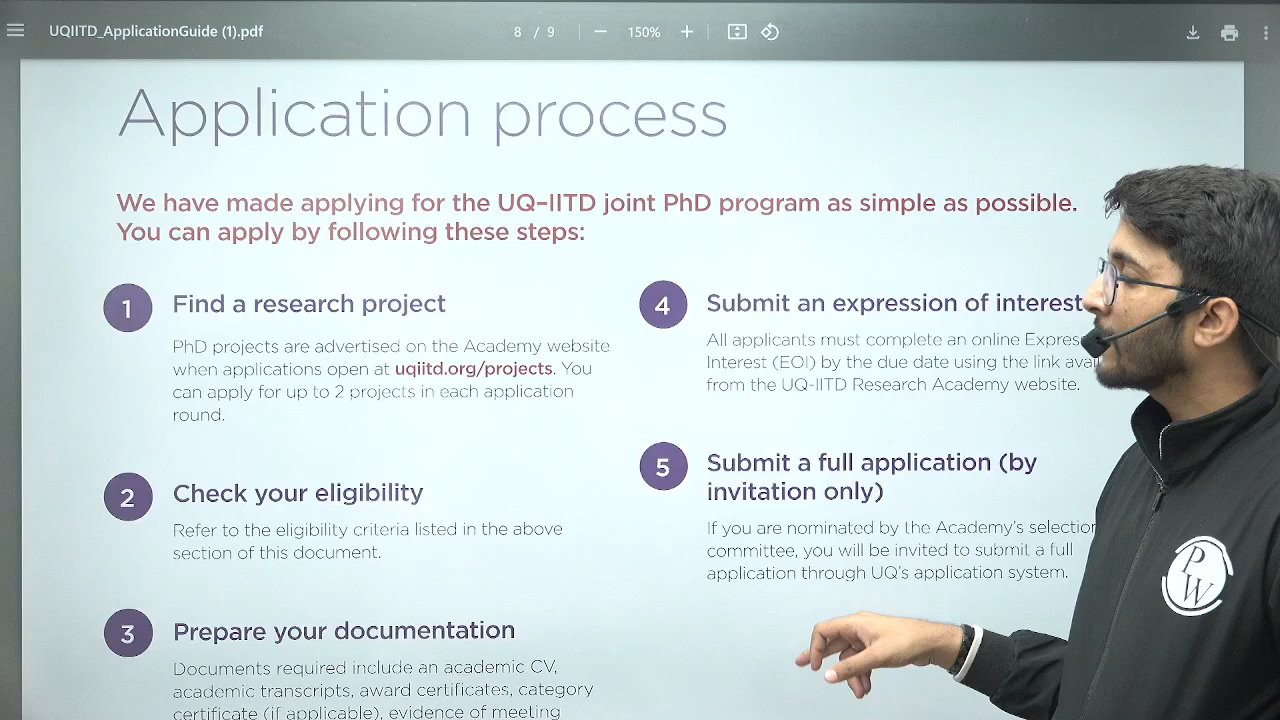 UQIITD_ApplicationGuide (1).pdf
8 / 9
150%
Application process
We have made applying for the UQ–IITD joint PhD program as simple as possible.
You can apply by following these steps:
1
Find a research project
PhD projects are advertised on the Academy website
when applications open at uqiitd.org/projects. You
can apply for up to 2 projects in each application
round.
2
Check your eligibility
Refer to the eligibility criteria listed in the above
section of this document.
3
Prepare your documentation
Documents required include an academic CV,
academic transcripts, award certificates, category
certificate (if applicable), evidence of meeting
4
Submit an expression of interest
All applicants must complete an online
Interest (EOI) by the due date using the link
from the UQ-IITD Research Academy website.
5
Submit a full application (by
invitation only)
If you are nominated by the Academy's selection
committee, you will be invited to submit a full
application through UQ's application system.
P
W